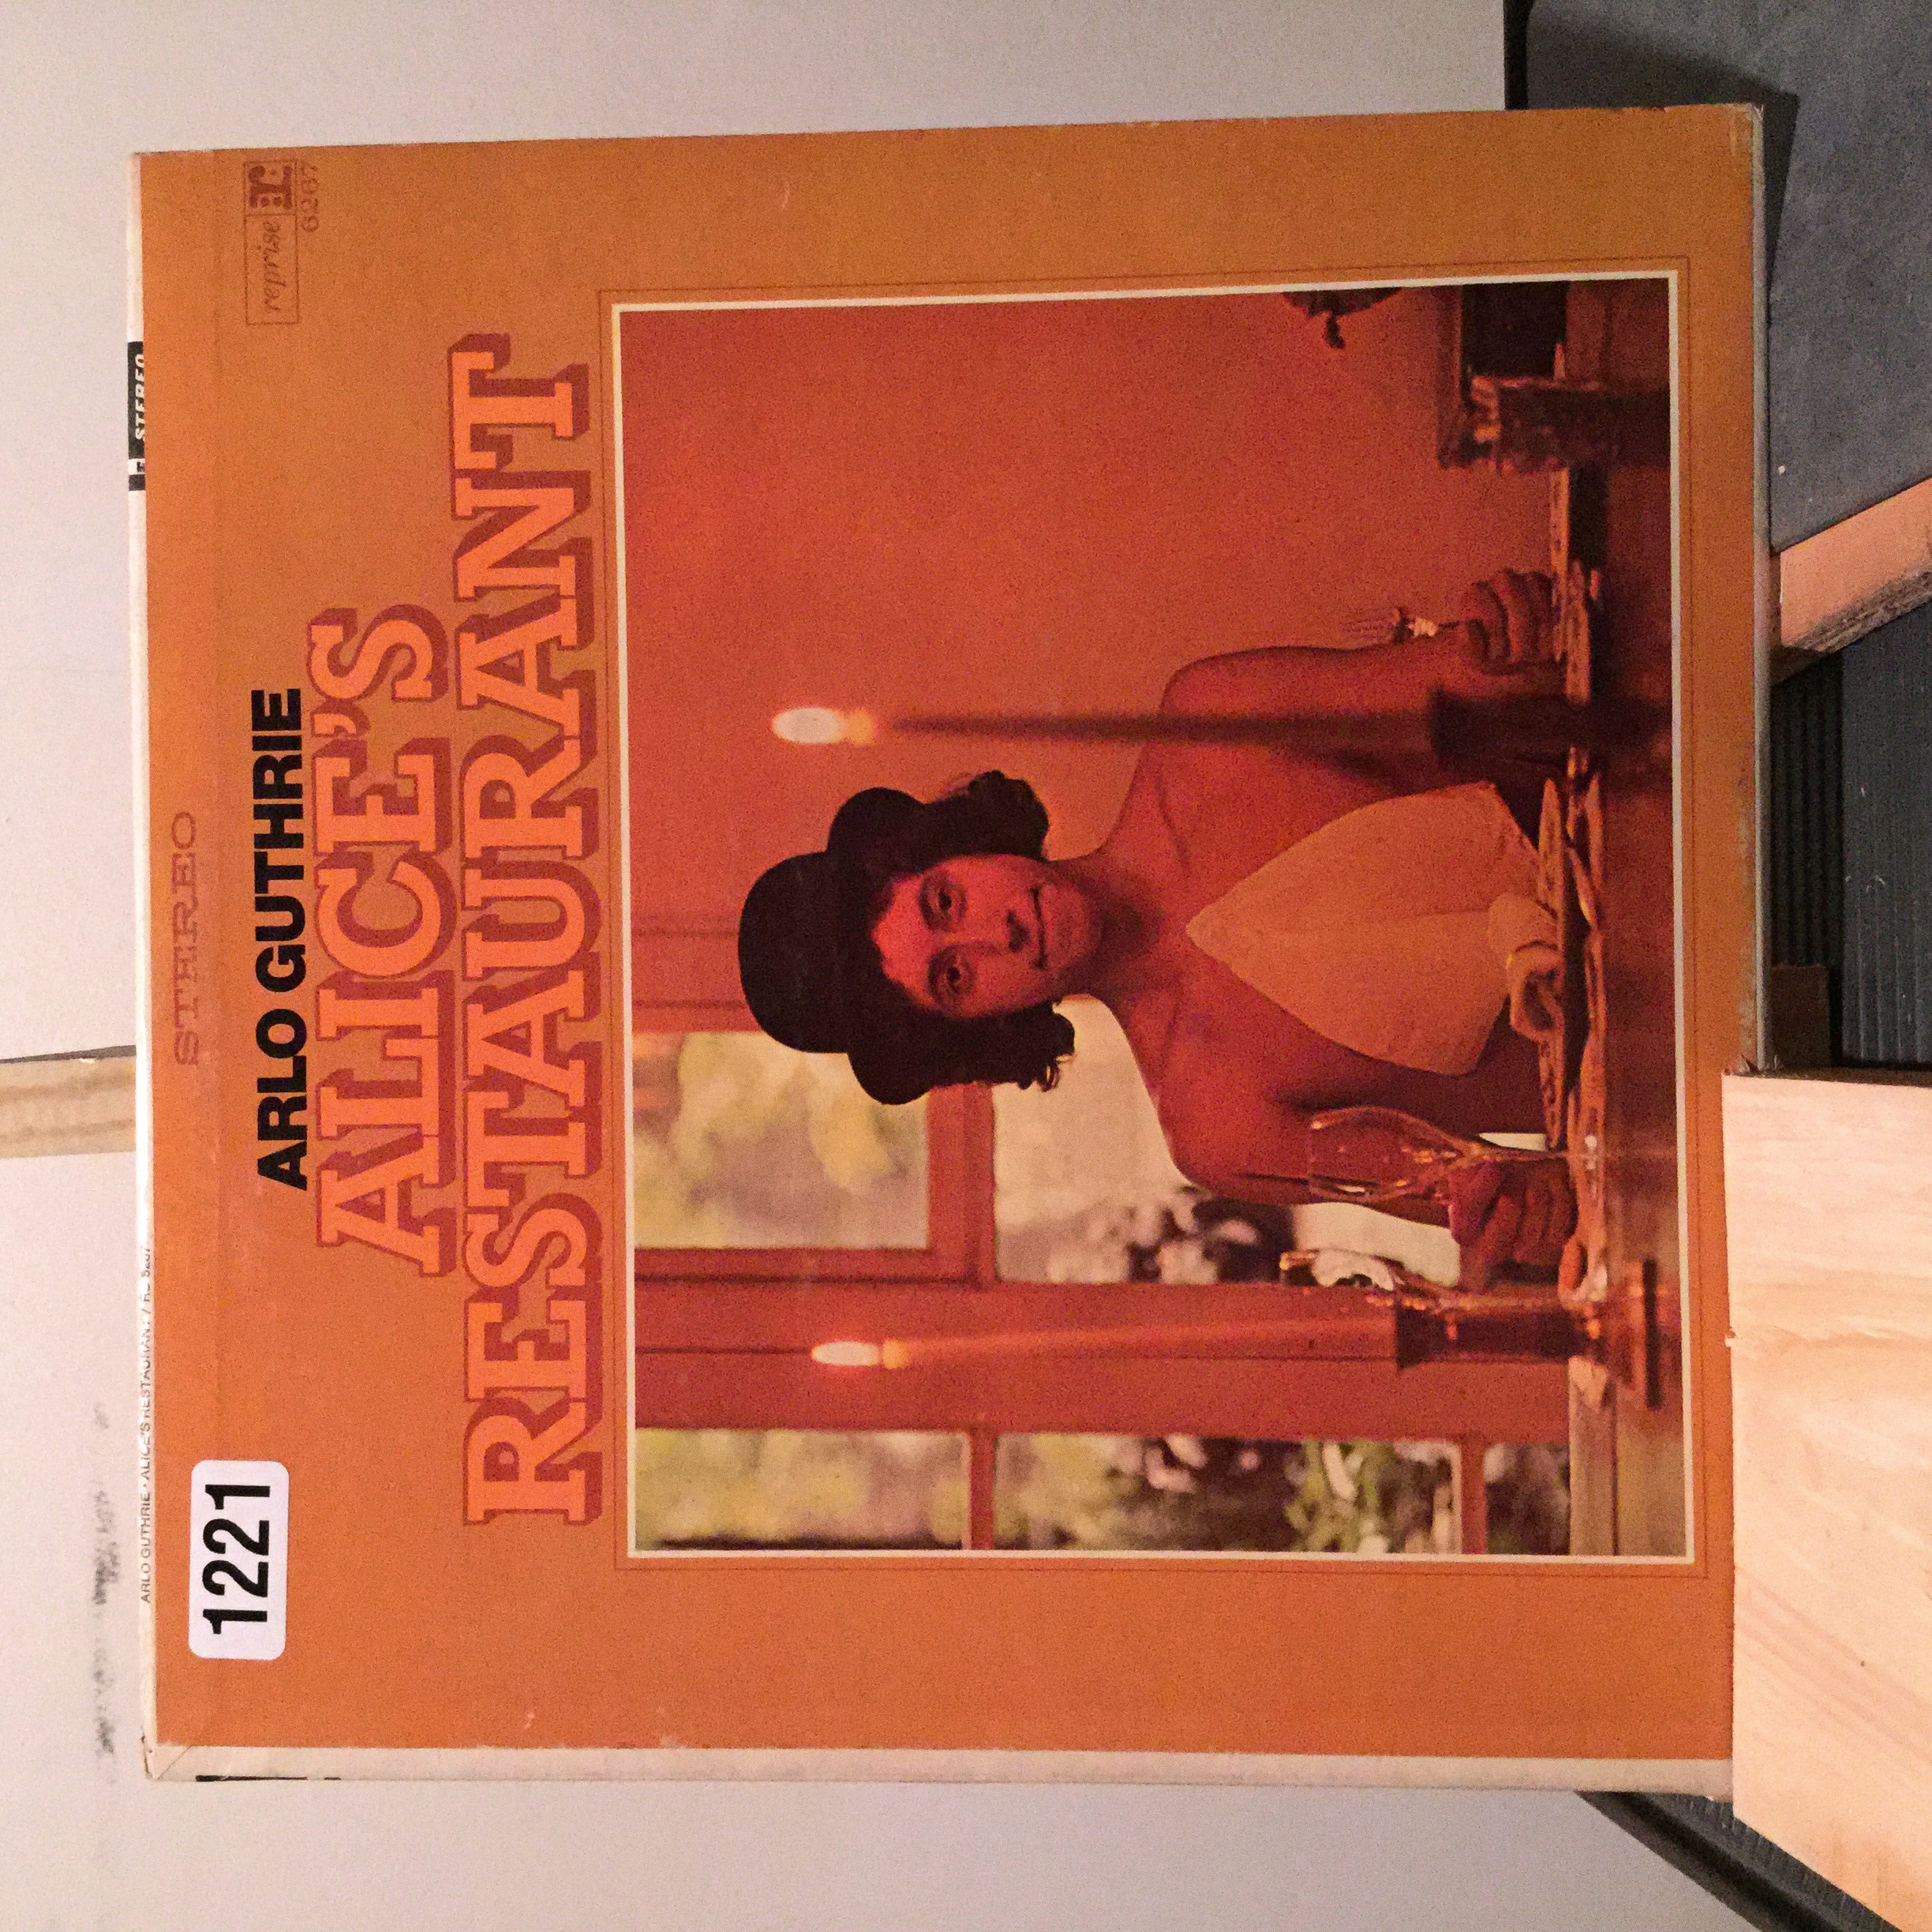 STEREO
reprise r:
6267
ARLO GUTHRIE
ALICE'S
RESTAURANT
1221
ARLO GUTHRIE • ALICE'S RESTAURANT /
STEREO